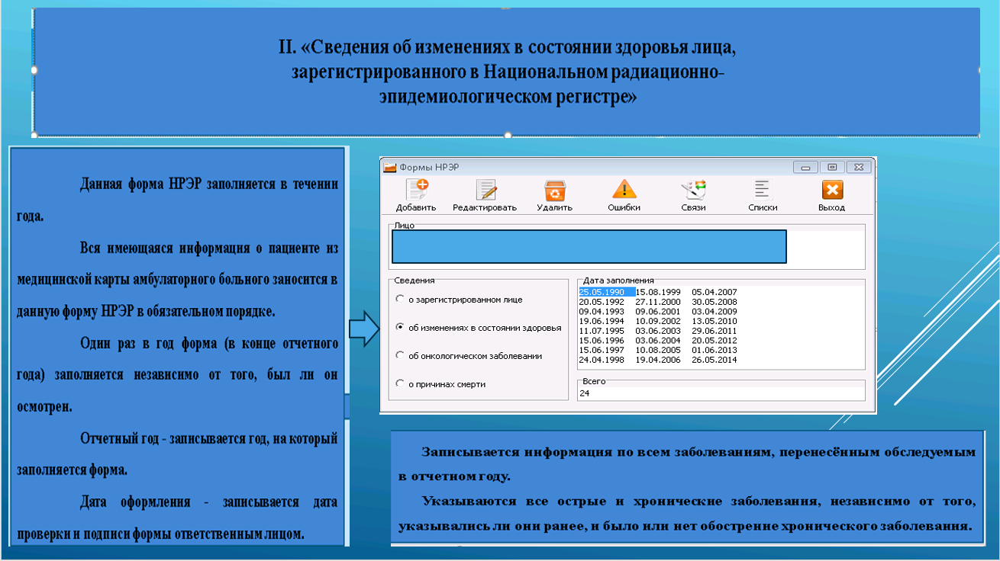 II. «Сведения об изменениях в состоянии здоровья лица,
зарегистрированного в Национальном радиационно-
эпидемиологическом регистре»
Данная форма НРЭР заполняется в течении
года.
Вся имеющаяся информация о пациенте из
медицинской карты амбулаторного больного заносится в
данную форму НРЭР в обязательном порядке.
Один раз в год форма (в конце отчетного
года) заполняется независимо от того, был ли он
осмотрен.
Отчетный год - записывается год, на который
заполняется форма.
Дата оформления - записывается дата
проверки и подписи формы ответственным лицом.
Формы НРЭР
Добавить Редактировать Удалить Ошибки Связи Списки Выход
Лицо
Сведения
о зарегистрированном лице
об изменениях в состоянии здоровья
об онкологическом заболевании
о причинах смерти
Дата заполнения
25.05.1990 15.08.1999 05.04.2007
20.05.1992 27.11.2000 30.05.2008
09.04.1993 09.06.2001 03.04.2009
19.06.1994 10.09.2002 13.05.2010
11.07.1995 03.06.2003 29.06.2011
15.06.1996 03.06.2004 20.05.2012
15.06.1997 10.08.2005 01.06.2013
24.04.1998 19.04.2006 26.05.2014
Всего
24
Записывается информация по всем заболеваниям, перенесённым обследуемым
в отчетном году.
Указываются все острые и хронические заболевания, независимо от того,
указывались ли они ранее, и было или нет обострение хронического заболевания.